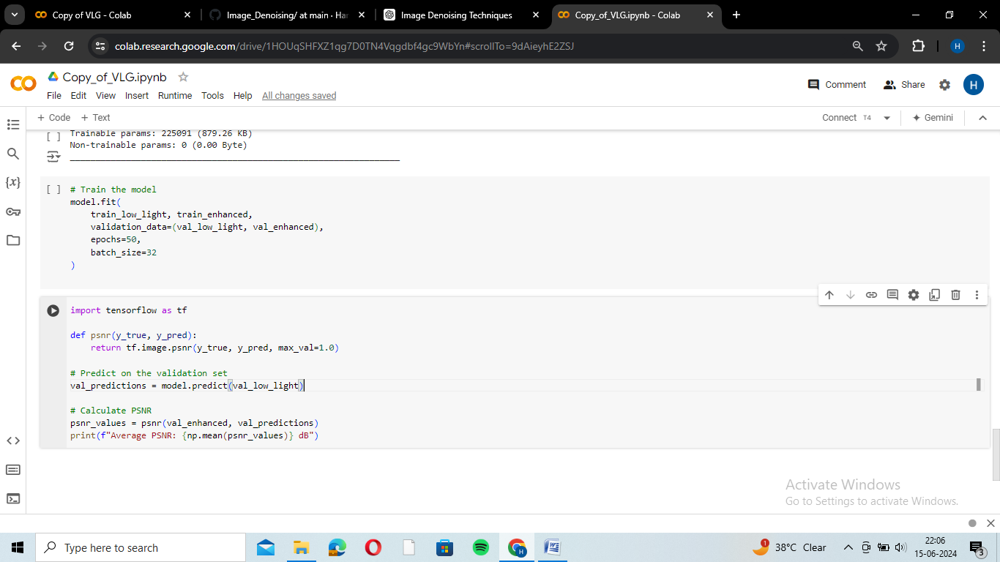 Copy of VLG - Colab
Image_Denoising/ at main · Har
Image Denoising Techniques
Copy_of_VLG.ipynb - Colab
colab.research.google.com/drive/1HOUqSHFXZ1qg7D0TN4Vqgdbf4gc9WbYn#scrollTo=9dAieyhE2ZSJ
H
CO
Copy_of_VLG.ipynb
File Edit View Insert Runtime Tools Help All changes saved
Comment Share H
+ Code + Text
Connect T4 Gemini
[ ] Trainable params: 225091 (879.26 KB)
Non-trainable params: 0 (0.00 Byte)
{x}
[ ] # Train the model
model.fit(
train_low_light, train_enhanced,
validation_data=(val_low_light, val_enhanced),
epochs=50,
batch_size=32
)
import tensorflow as tf
def psnr(y_true, y_pred):
return tf.image.psnr(y_true, y_pred, max_val=1.0)
# Predict on the validation set
val_predictions = model.predict(val_low_light)
# Calculate PSNR
psnr_values = psnr(val_enhanced, val_predictions)
print(f"Average PSNR: {np.mean(psnr_values)} dB")
Activate Windows
Go to Settings to activate Windows.
Type here to search
1
38°C Clear
22:06
15-06-2024
3